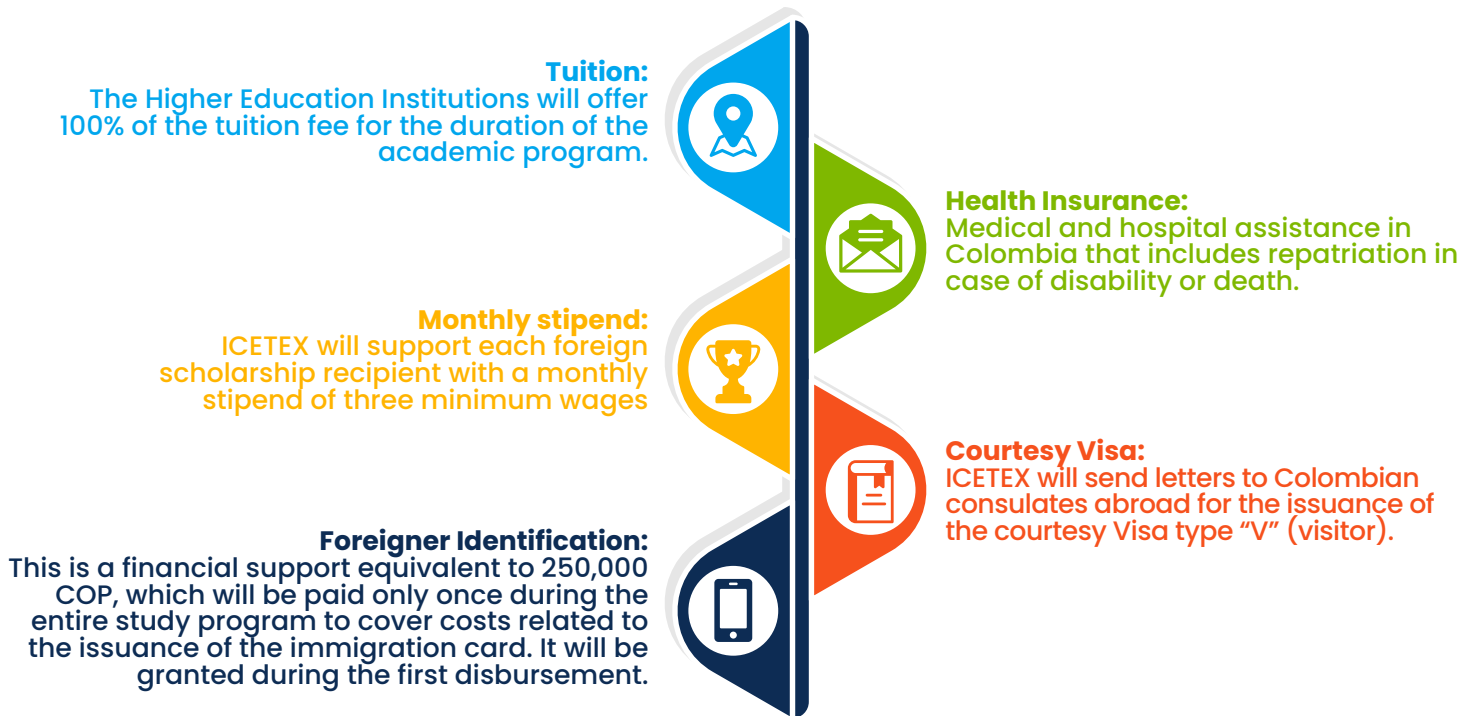 Tuition:
The Higher Education Institutions will offer
100% of the tuition fee for the duration of the
academic program.
Health Insurance:
Medical and hospital assistance in
Colombia that includes repatriation in
case of disability or death.
Monthly stipend:
ICETEX will support each foreign
scholarship recipient with a monthly
stipend of three minimum wages
Courtesy Visa:
ICETEX will send letters to Colombian
consulates abroad for the issuance of
the courtesy Visa type “V” (visitor).
Foreigner Identification:
This is a financial support equivalent to 250,000
COP, which will be paid only once during the
entire study program to cover costs related to
the issuance of the immigration card. It will be
granted during the first disbursement.